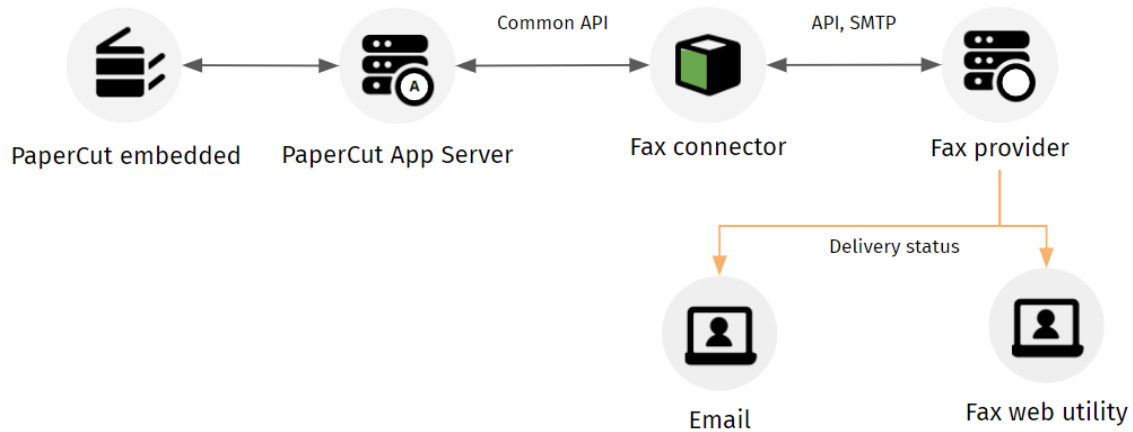 Common API
API, SMTP
A
PaperCut embedded
PaperCut App Server
Fax connector
Fax provider
Delivery status
Email
Fax web utility